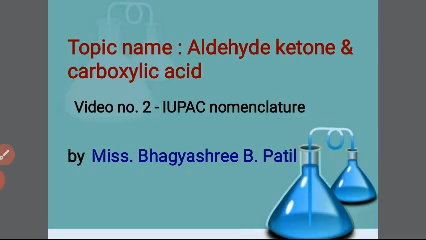 Topic name : Aldehyde ketone &
carboxylic acid
Video no. 2 - IUPAC nomenclature
by Miss. Bhagyashree B. Patil